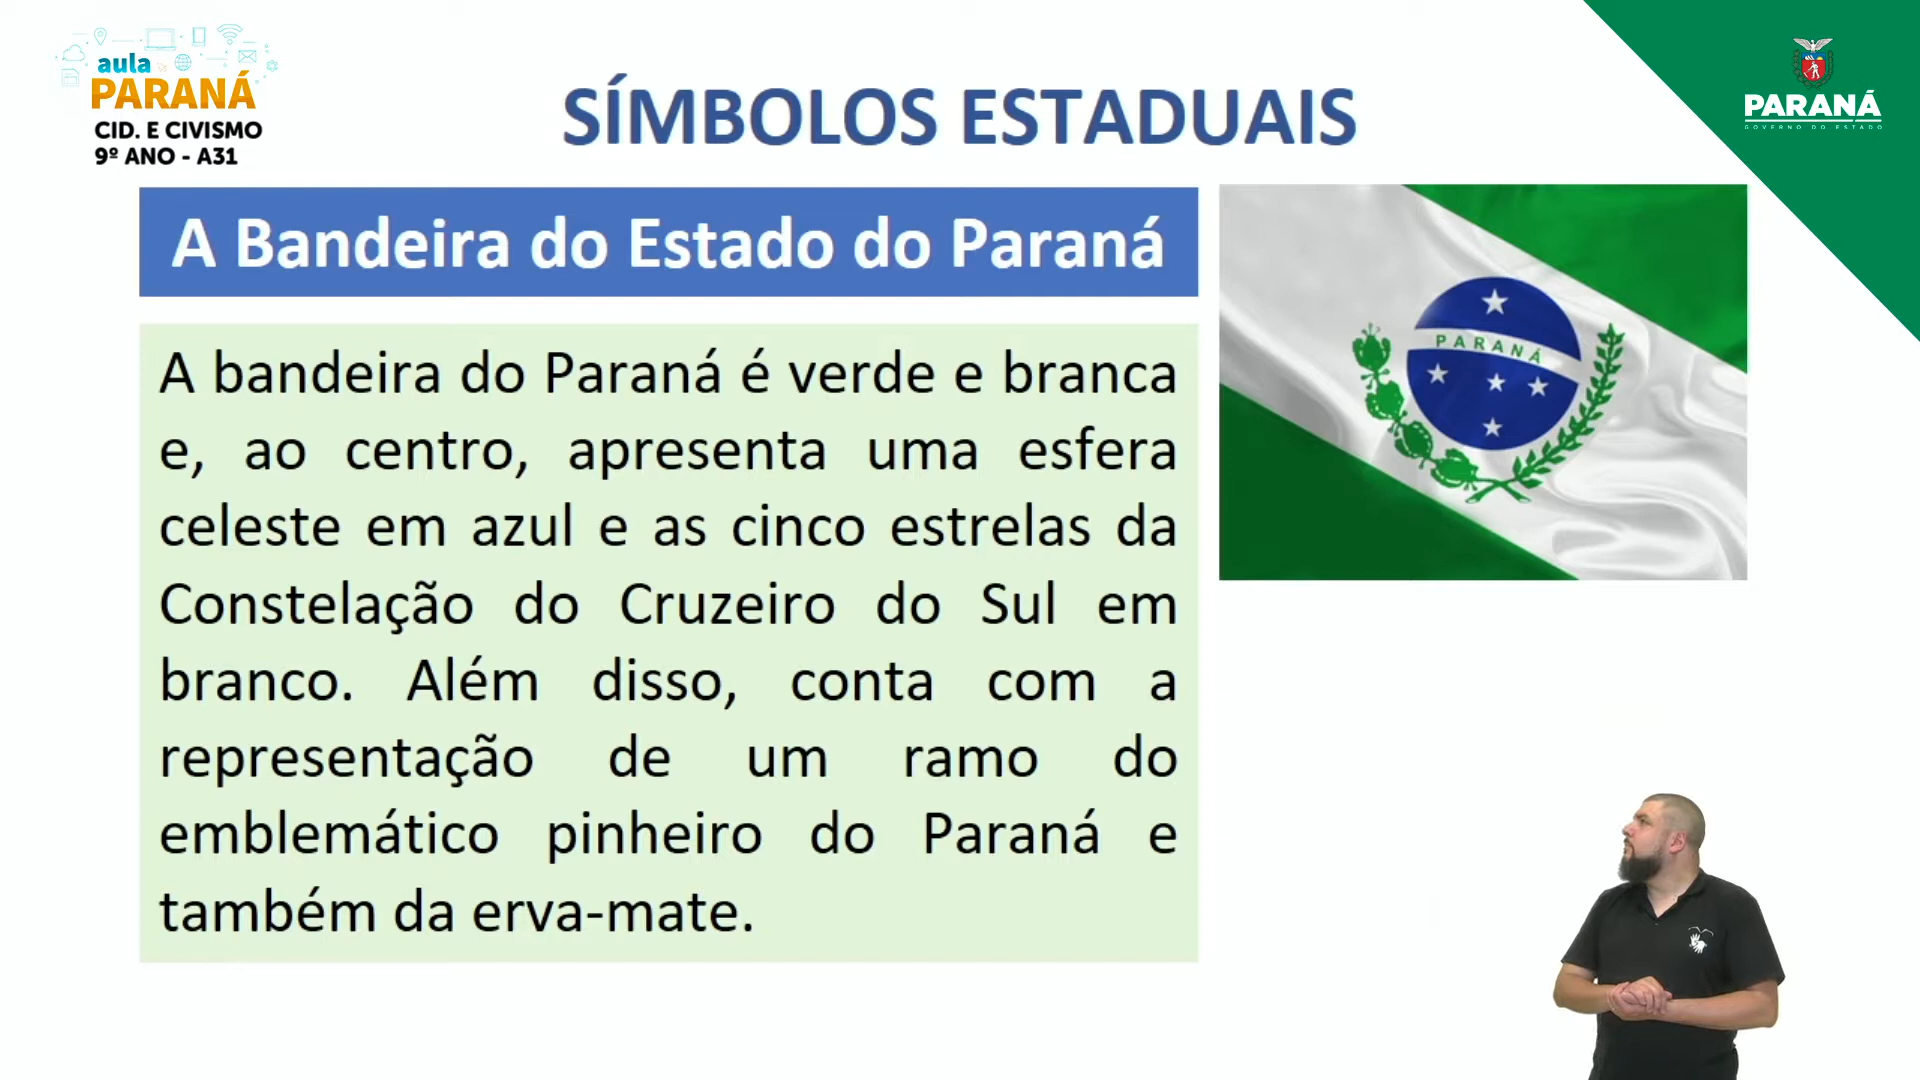 aula
PARANÁ
CID. E CIVISMO
9º ANO - A31
SÍMBOLOS ESTADUAIS
PARANÁ
GOVERNO DO ESTADO
A Bandeira do Estado do Paraná
PARANÁ
A bandeira do Paraná é verde e branca
e, ao centro, apresenta uma esfera
celeste em azul e as cinco estrelas da
Constelação do Cruzeiro do Sul em
branco. Além disso, conta com a
representação de um ramo do
emblemático pinheiro do Paraná e
também da erva-mate.